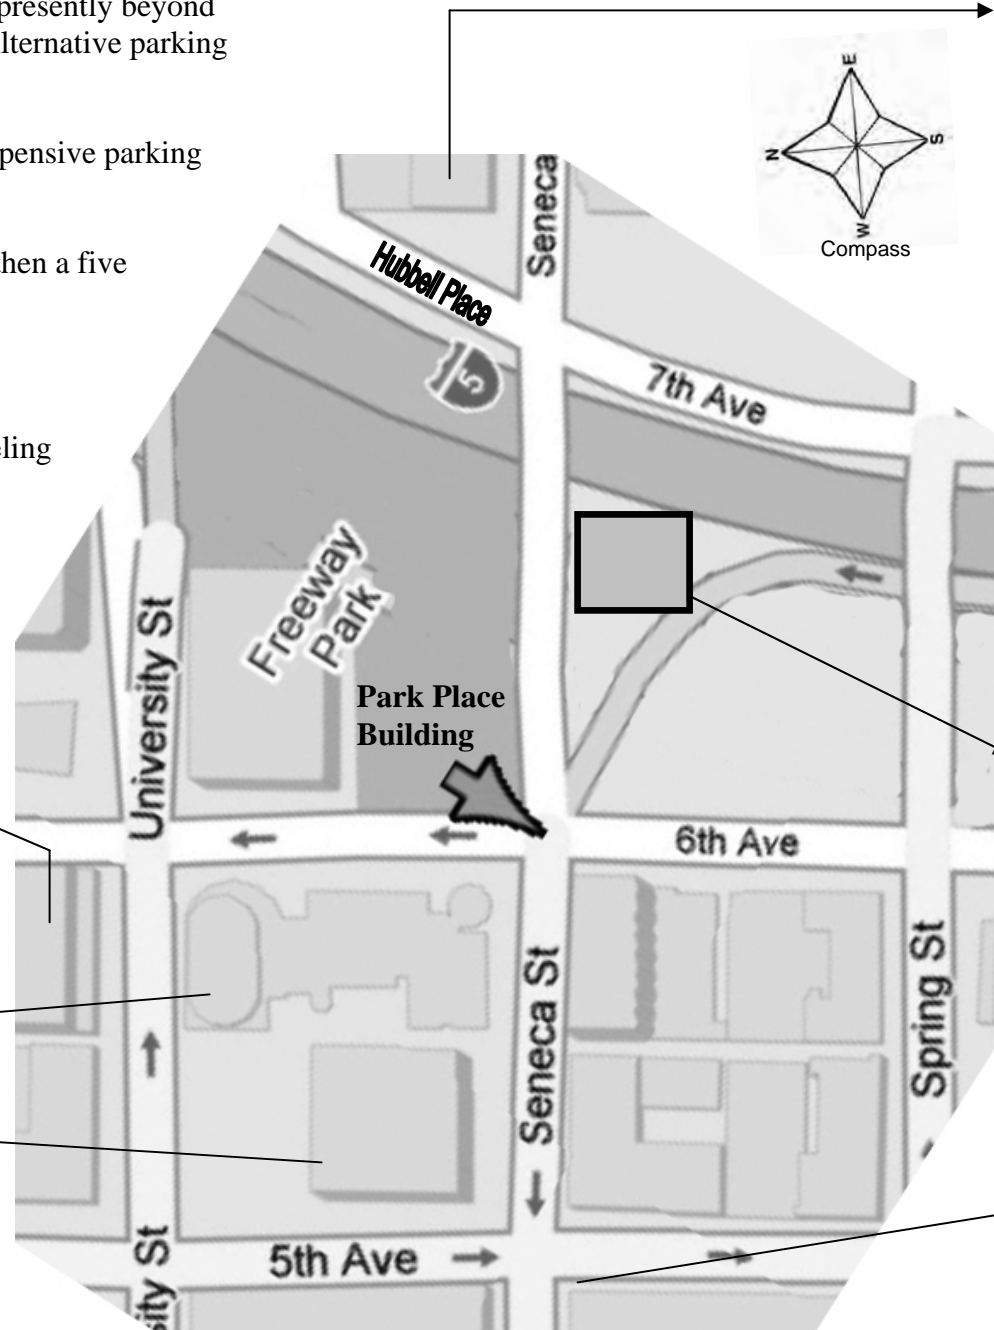 presently beyond
lternative parking
pensive parking
hen a five
eling
E
N
S
W
Compass
Seneca
Hubbell Place
5
7th Ave
Freeway
Park
University St
Park Place
Building
6th Ave
Seneca St
Spring St
5th Ave
sity St